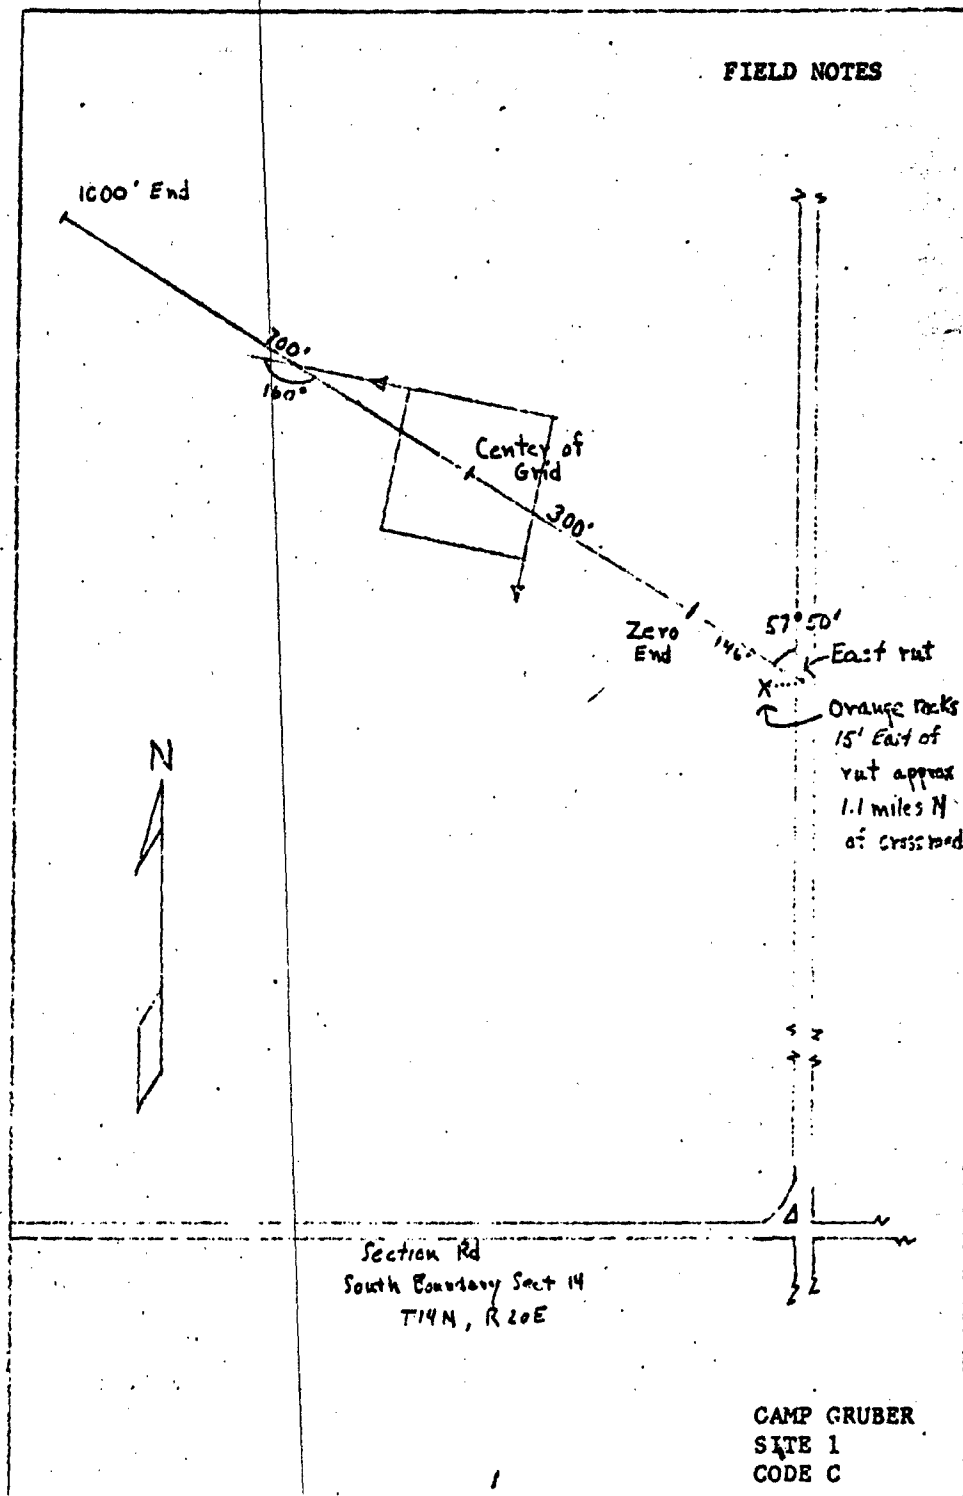 FIELD NOTES
1000' End
700'
160°
Center of
Grid
300'
Zero
End
146'
57° 50'
East rut
X
Orange rocks
15' East of
rut approx
1.1 miles N
of crossroad
N
Section Rd
South Boundary Sect 14
T14N, R20E
CAMP GRUBER
SITE 1
CODE C
1